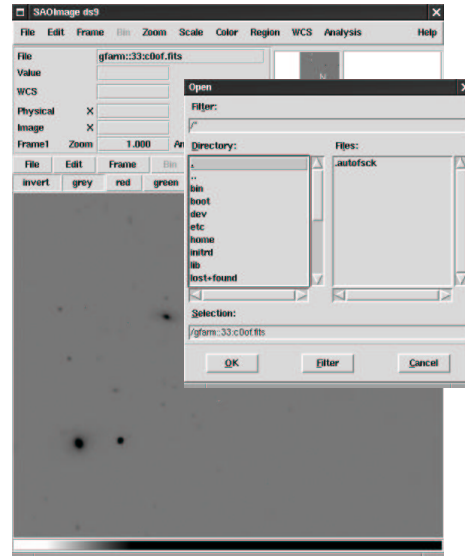 SAOImage ds9
File Edit Frame Bin Zoom Scale Color Region WCS Analysis Help
File gfarm::33:c0of.fits
Value
WCS
Physical X
Image X
Frame1 Zoom 1.000
File Edit Frame Bin
invert grey red green
Open
Filter:
/*
Directory:
.
..
bin
boot
dev
etc
home
initrd
lib
lost+found
Files:
.autofsck
Selection:
/gfarm::33:c0of.fits
OK Filter Cancel